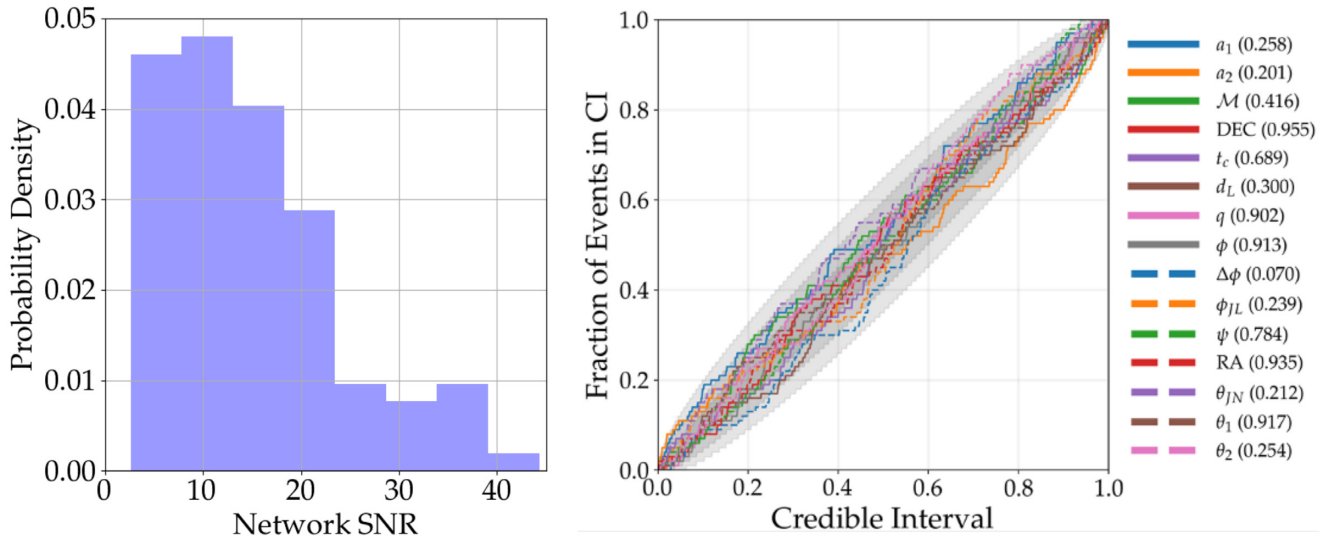 0.05
0.04
0.03
0.02
0.01
0.00
Probability Density
0 10 20 30 40
Network SNR
1.0
0.8
0.6
0.4
0.2
0.0
Fraction of Events in CI
0.0 0.2 0.4 0.6 0.8 1.0
Credible Interval
a₁ (0.258)
a₂ (0.201)
ℳ (0.416)
DEC (0.955)
t_c (0.689)
d_L (0.300)
q (0.902)
ϕ (0.913)
Δϕ (0.070)
ϕ_JL (0.239)
ψ (0.784)
RA (0.935)
θ_JN (0.212)
θ₁ (0.917)
θ₂ (0.254)